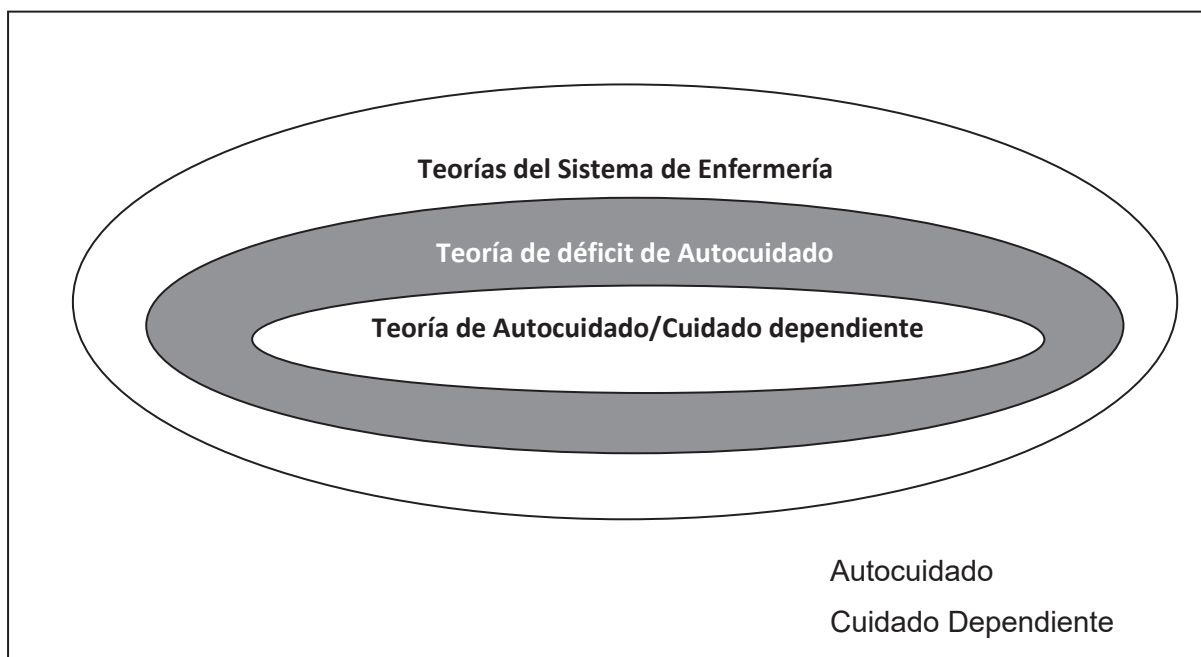 Teorías del Sistema de Enfermería
Teoría de déficit de Autocuidado
Teoría de Autocuidado/Cuidado dependiente
Autocuidado
Cuidado Dependiente